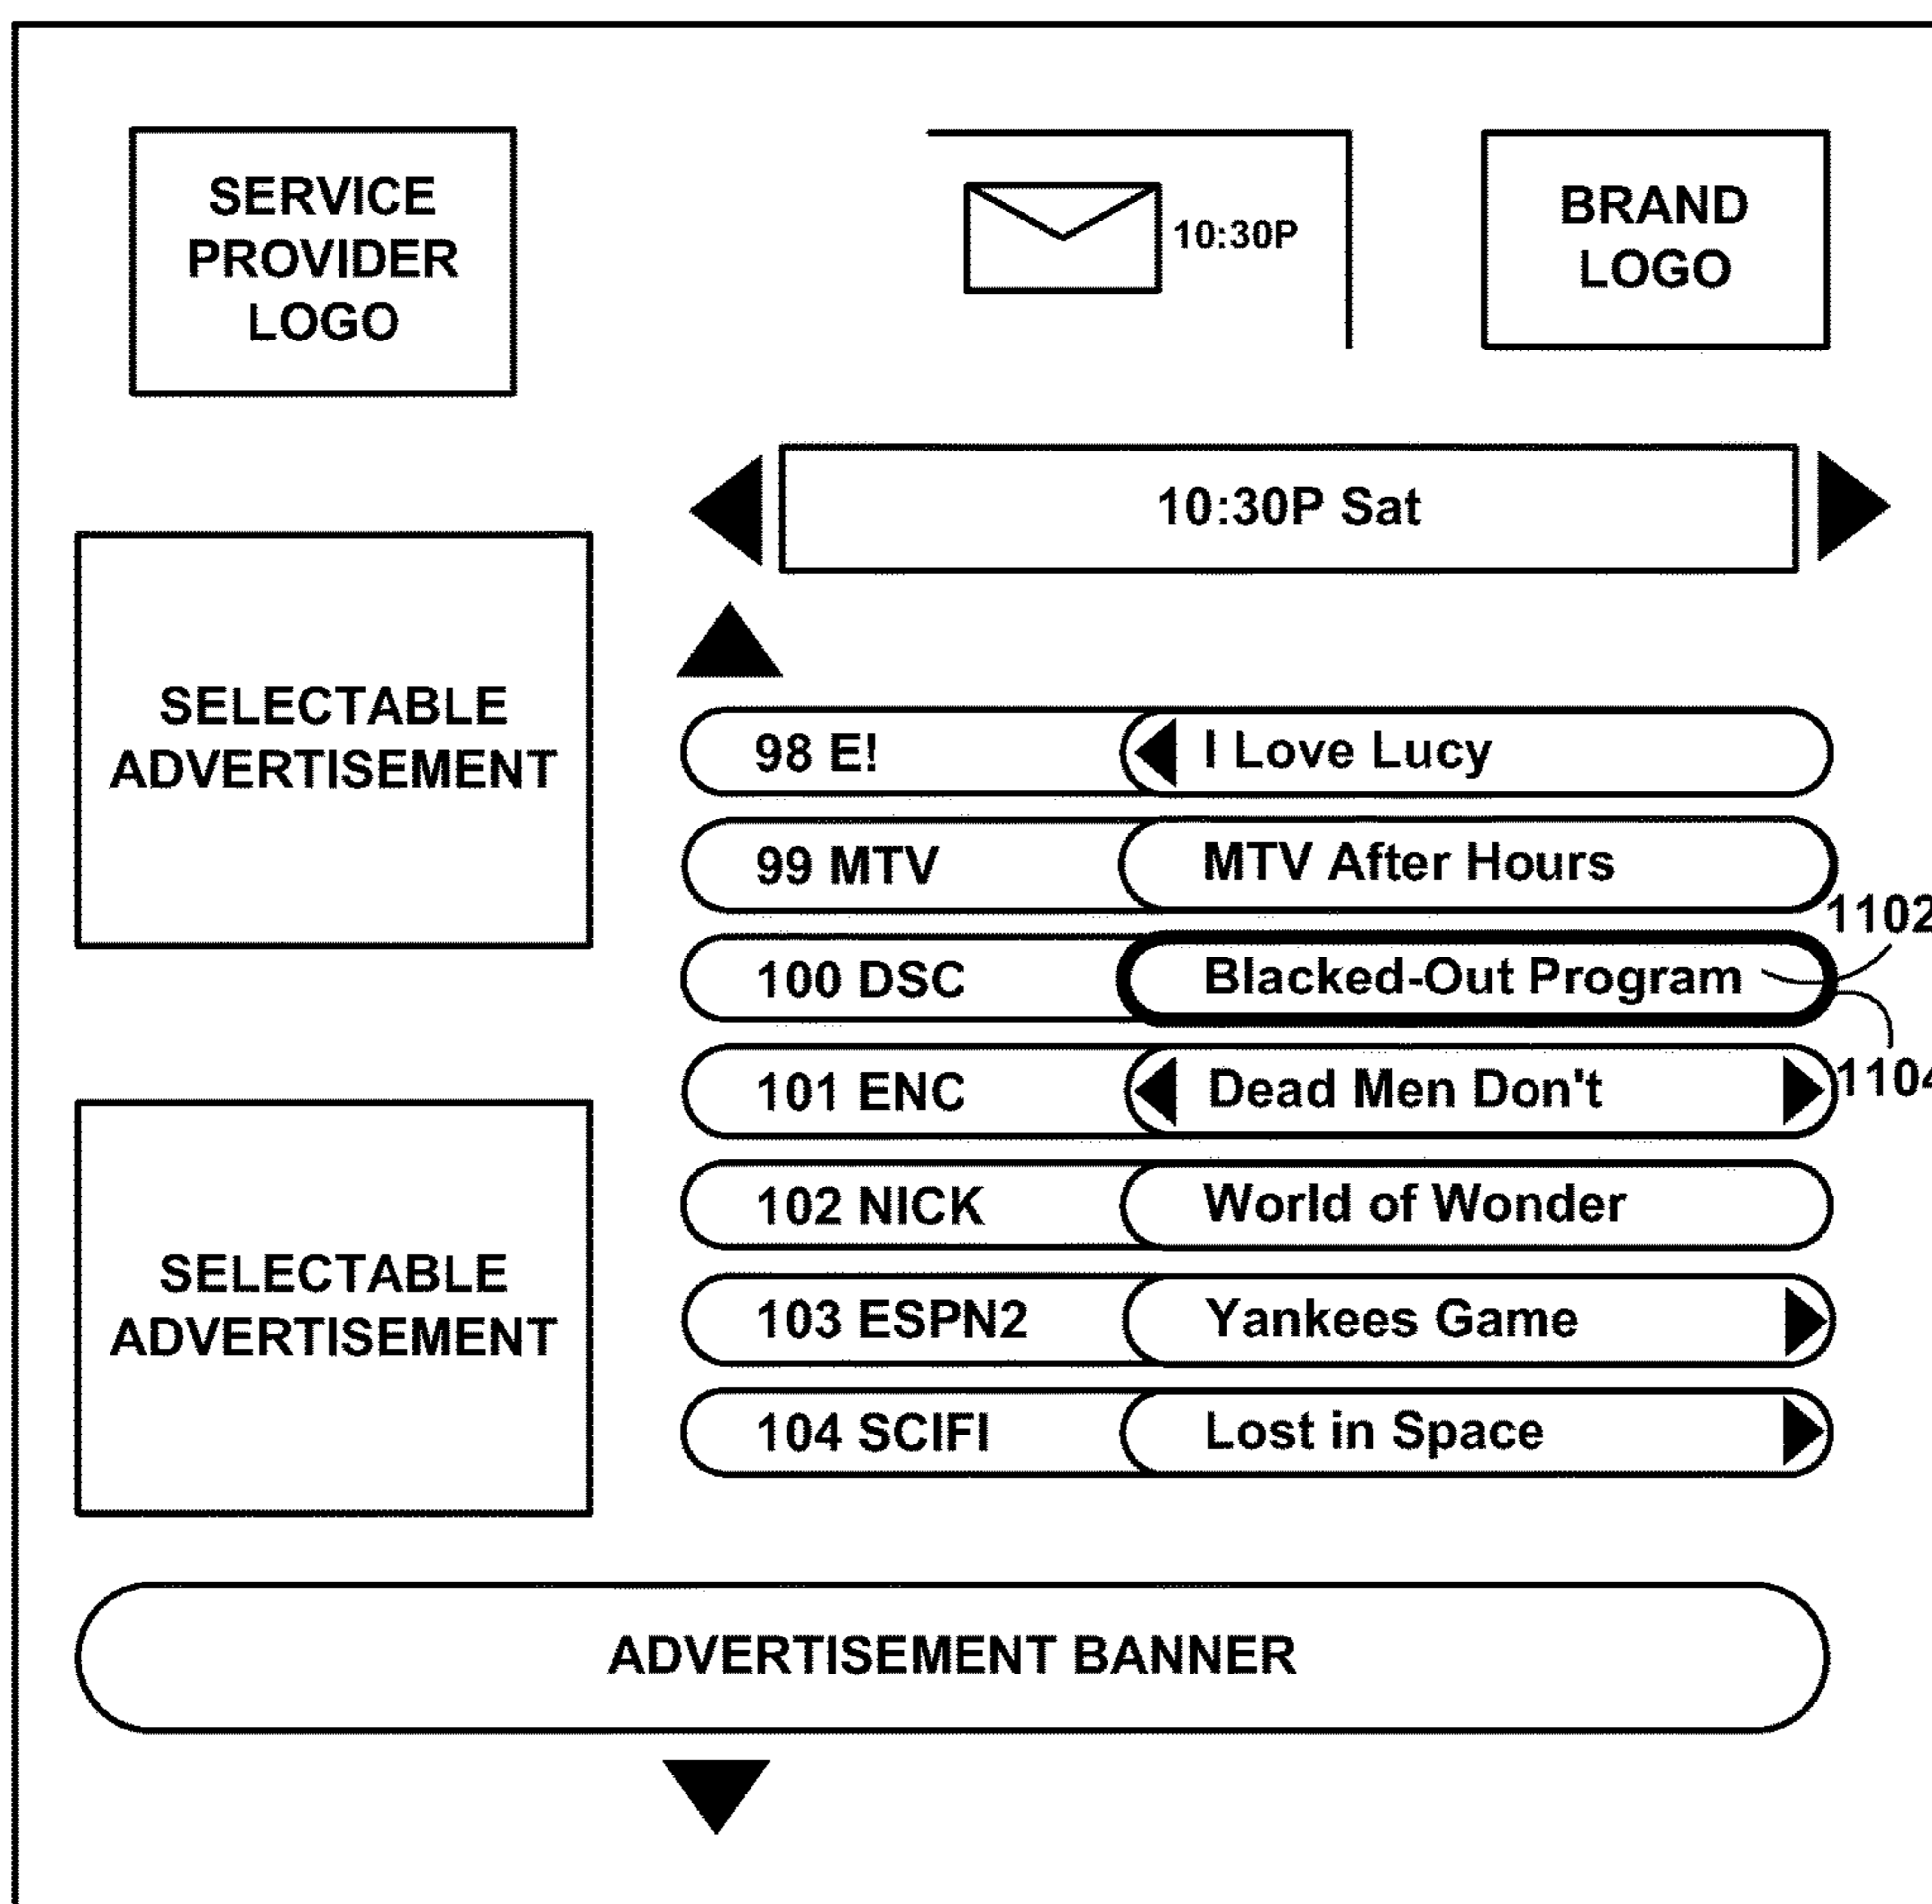 SERVICE
PROVIDER
LOGO
10:30P
BRAND
LOGO
10:30P Sat
SELECTABLE
ADVERTISEMENT
98 E! I Love Lucy
99 MTV MTV After Hours
1102
100 DSC Blacked-Out Program
101 ENC Dead Men Don't
1104
102 NICK World of Wonder
SELECTABLE
ADVERTISEMENT
103 ESPN2 Yankees Game
104 SCIFI Lost in Space
ADVERTISEMENT BANNER